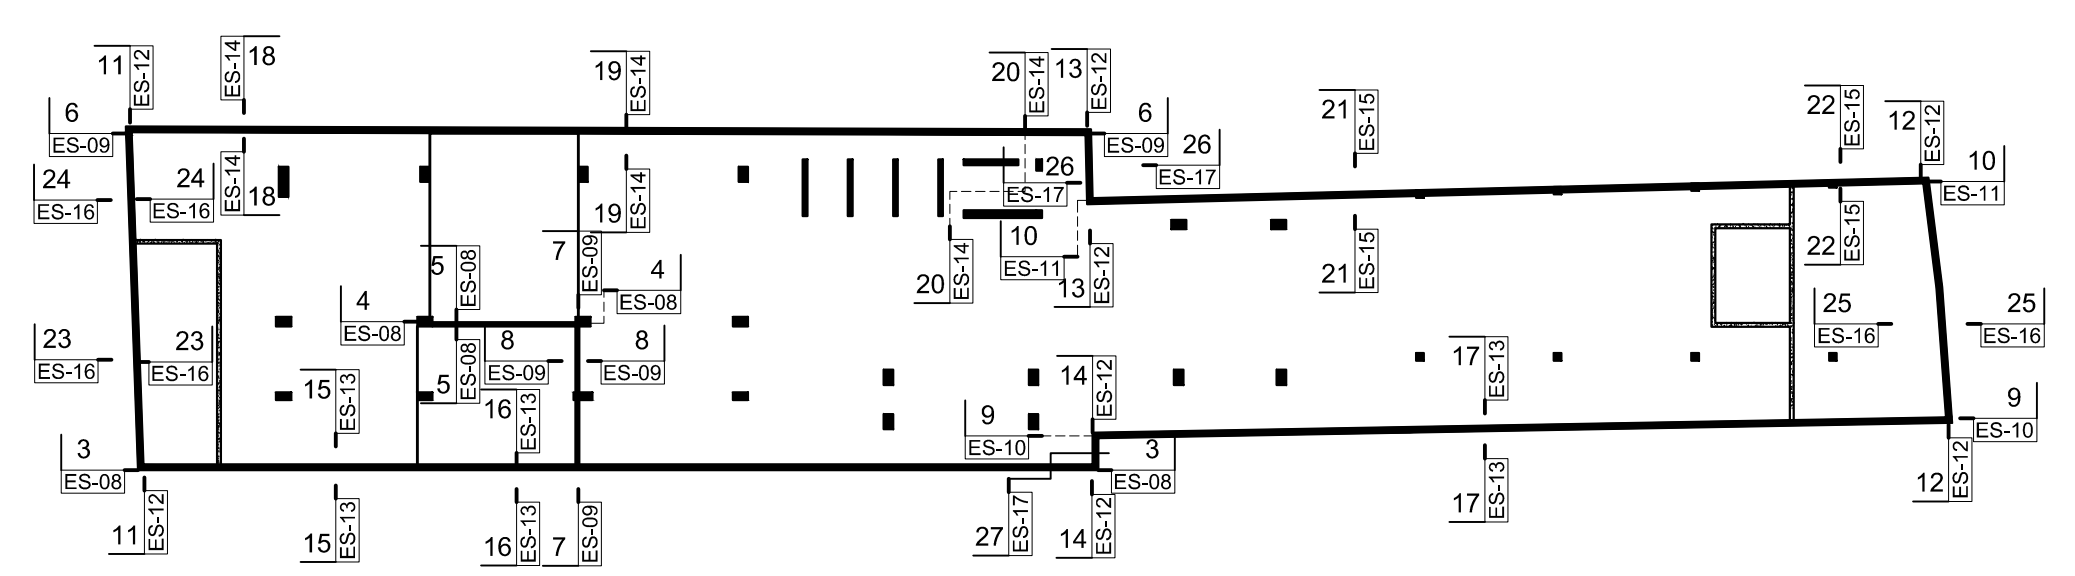 11
ES-12
18
ES-14
19
ES-14
20
ES-14
13
ES-12
21
ES-15
22
ES-15
12
ES-12
6
ES-09
6
ES-09
26
ES-17
26
ES-17
10
ES-11
24
ES-16
24
ES-16
18
ES-14
19
ES-14
5
ES-08
7
ES-09
4
ES-08
20
ES-14
10
ES-11
13
ES-12
21
ES-15
22
ES-15
4
ES-08
25
ES-16
25
ES-16
23
ES-16
23
ES-16
8
ES-09
8
ES-09
15
ES-13
5
ES-08
16
ES-13
14
ES-12
17
ES-13
9
ES-10
9
ES-10
3
ES-08
3
ES-08
11
ES-12
15
ES-13
16
ES-13
7
ES-09
27
ES-17
14
ES-12
17
ES-13
12
ES-12